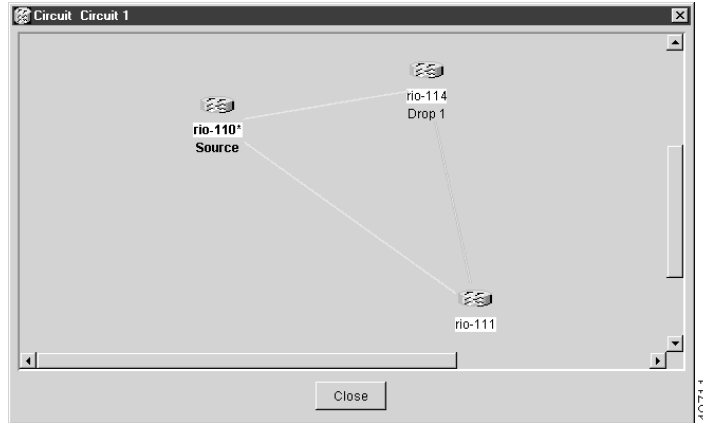 Circuit Circuit 1
rio-114
Drop 1
rio-110*
Source
rio-111
Close